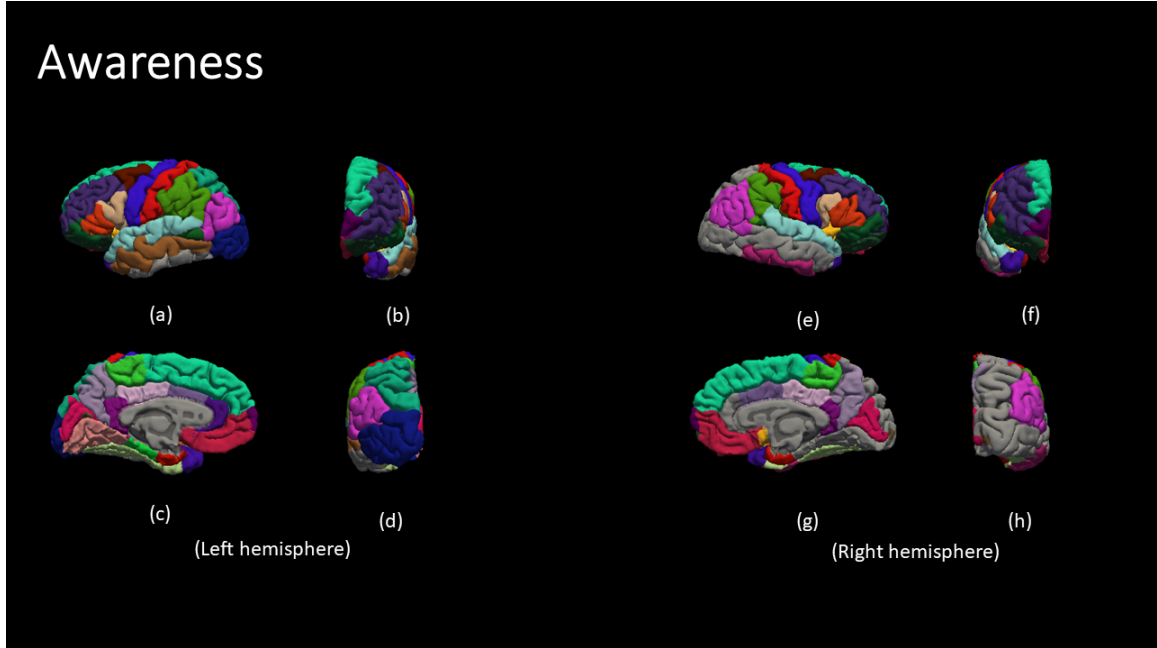 Awareness
(a)
(b)
(e)
(f)
(c)
(d)
(g)
(h)
(Left hemisphere)
(Right hemisphere)